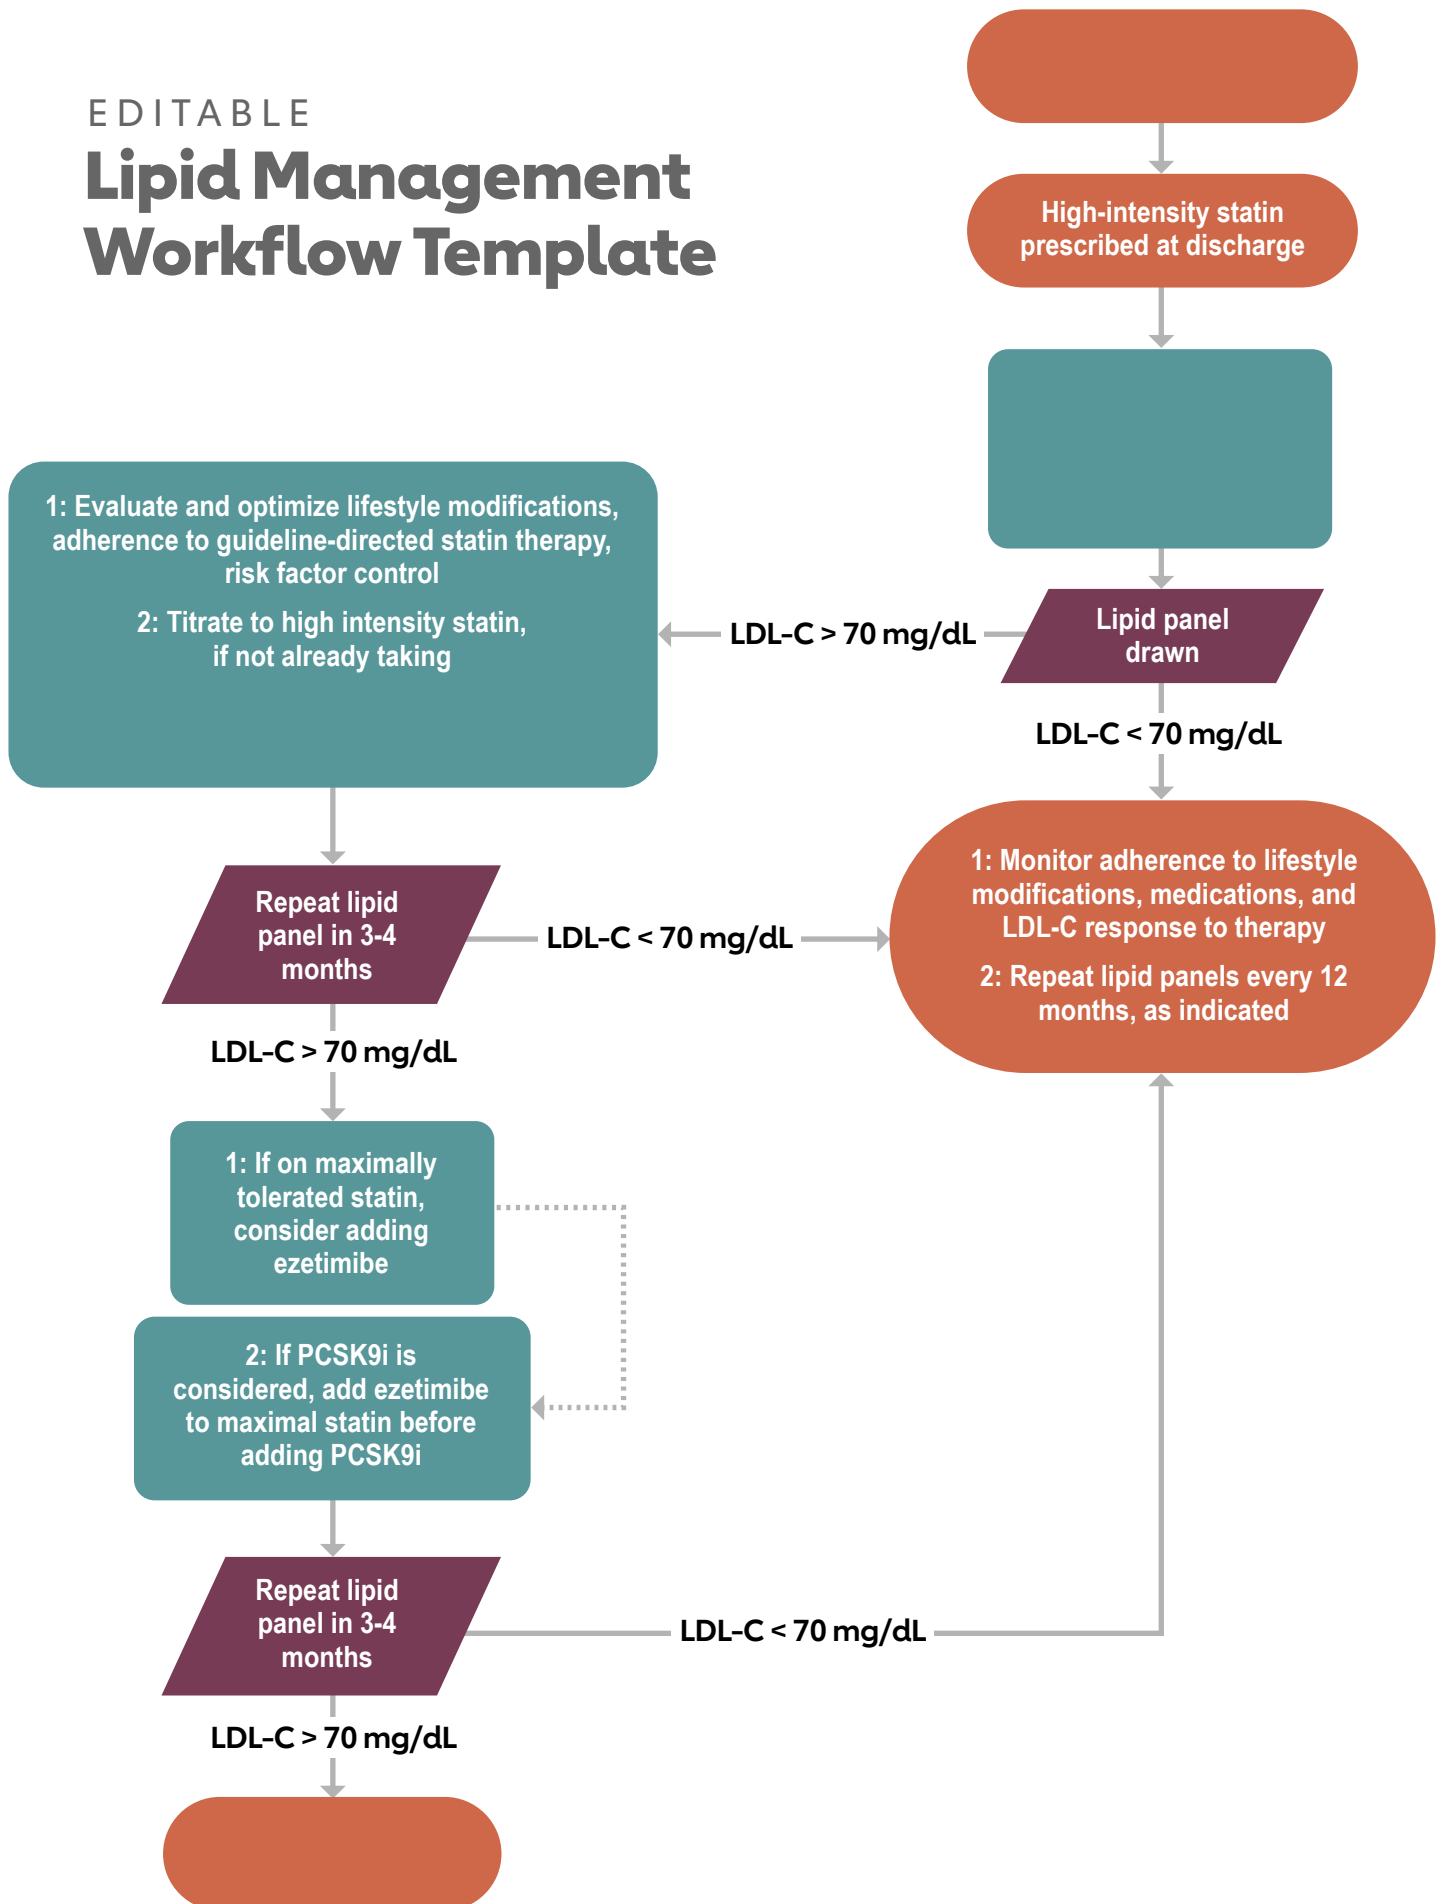 EDITABLE
Lipid Management
Workflow Template
High-intensity statin
prescribed at discharge
1: Evaluate and optimize lifestyle modifications,
adherence to guideline-directed statin therapy,
risk factor control
2: Titrate to high intensity statin,
if not already taking
LDL-C > 70 mg/dL
Lipid panel
drawn
LDL-C < 70 mg/dL
1: Monitor adherence to lifestyle
modifications, medications, and
LDL-C response to therapy
2: Repeat lipid panels every 12
months, as indicated
Repeat lipid
panel in 3-4
months
LDL-C < 70 mg/dL
LDL-C > 70 mg/dL
1: If on maximally
tolerated statin,
consider adding
ezetimibe
2: If PCSK9i is
considered, add ezetimibe
to maximal statin before
adding PCSK9i
Repeat lipid
panel in 3-4
months
LDL-C < 70 mg/dL
LDL-C > 70 mg/dL